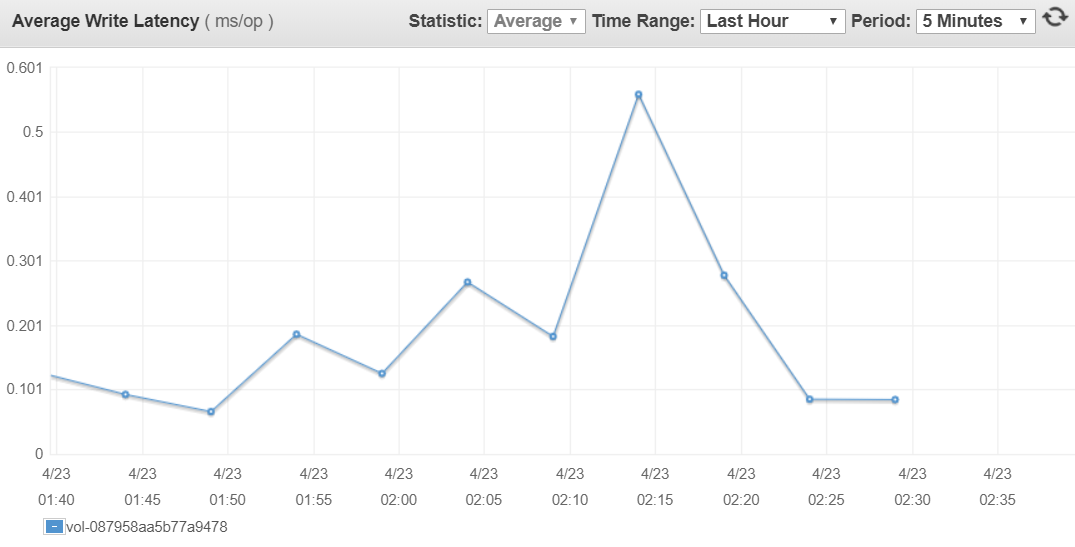 Average Write Latency ( ms/op ) Statistic: Average ▼ Time Range: Last Hour ▼ Period: 5 Minutes ▼
0.601
0.5
0.401
0.301
0.201
0.101
0
4/23 4/23 4/23 4/23 4/23 4/23 4/23 4/23 4/23 4/23 4/23 4/23
01:40 01:45 01:50 01:55 02:00 02:05 02:10 02:15 02:20 02:25 02:30 02:35
vol-087958aa5b77a9478